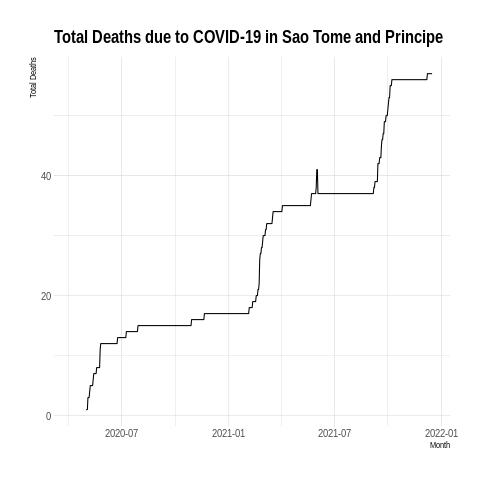 Total Deaths due to COVID-19 in Sao Tome and Principe
Total Deaths
40
20
0
2020-07
2021-01
2021-07
2022-01
Month